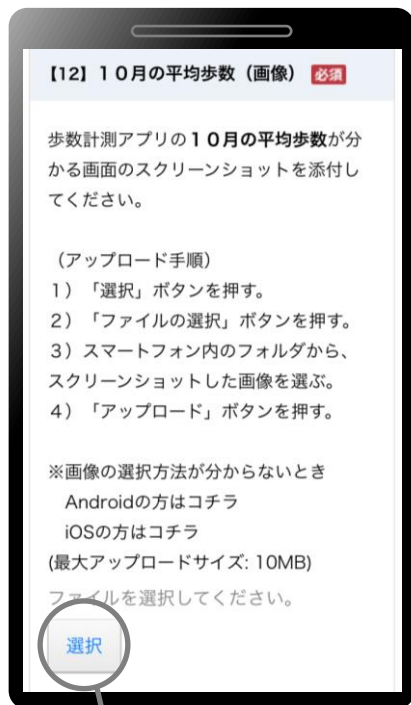 【12】１０月の平均歩数（画像） 必須
歩数計測アプリの１０月の平均歩数が分
かる画面のスクリーンショットを添付し
てください。
（アップロード手順）
１）「選択」ボタンを押す。
２）「ファイルの選択」ボタンを押す。
３）スマートフォン内のフォルダから、
スクリーンショットした画像を選ぶ。
４）「アップロード」ボタンを押す。
※画像の選択方法が分からないとき
　Androidの方はコチラ
　iOSの方はコチラ
(最大アップロードサイズ: 10MB)
ファイルを選択してください。
選択